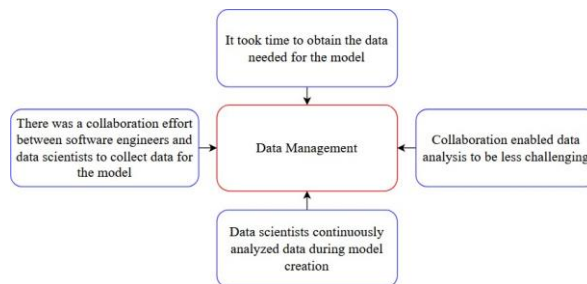 It took time to obtain the data
needed for the model
There was a collaboration effort
between software engineers and
data scientists to collect data for
the model
Data Management
Collaboration enabled data
analysis to be less challenging
Data scientists continuously
analyzed data during model
creation